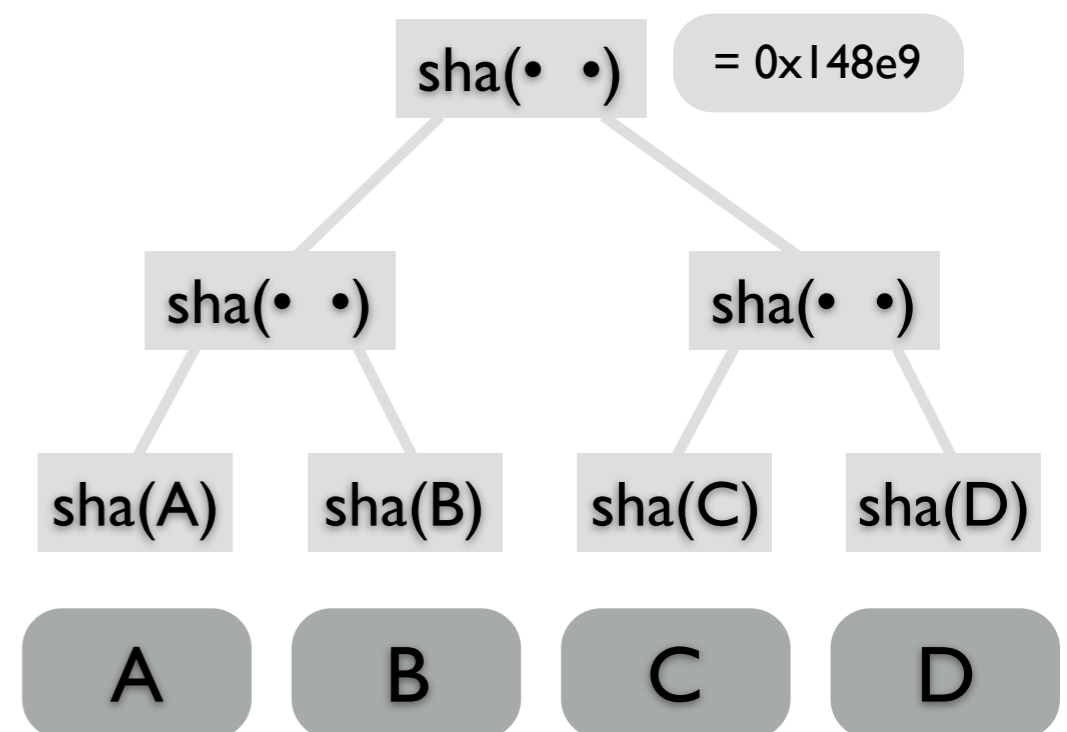 sha(• •)
= 0x148e9
sha(• •)
sha(• •)
sha(A)
sha(B)
sha(C)
sha(D)
A
B
C
D